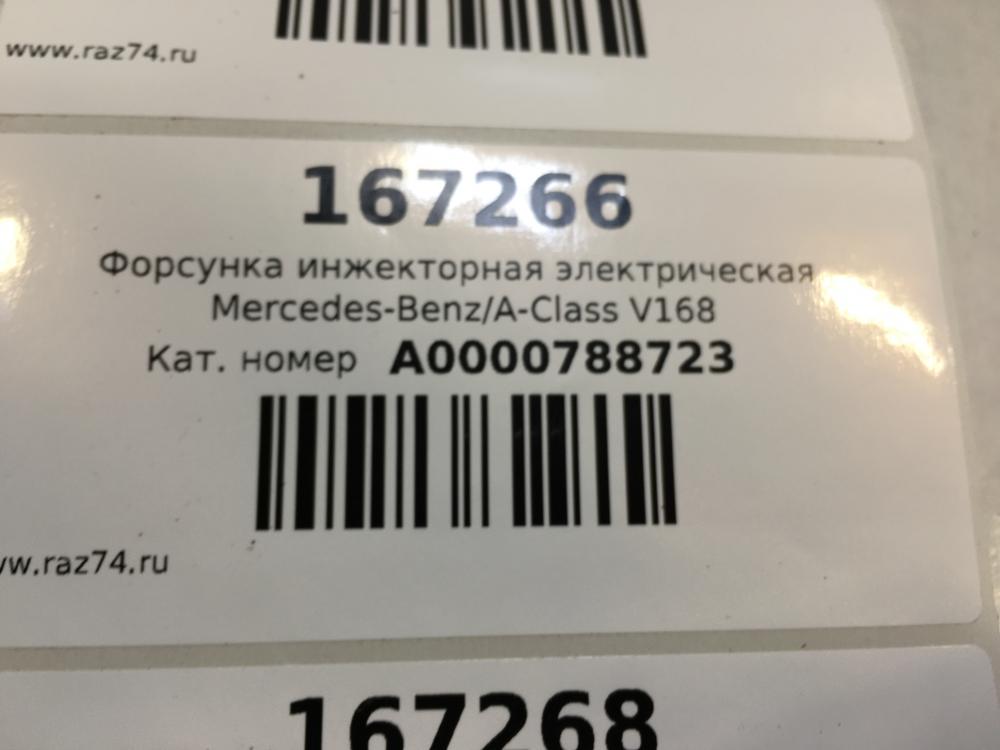 www.raz74.ru
167266
Форсунка инжекторная электрическая
Mercedes-Benz/A-Class V168
Кат. номер A0000788723
w.raz74.ru
167268